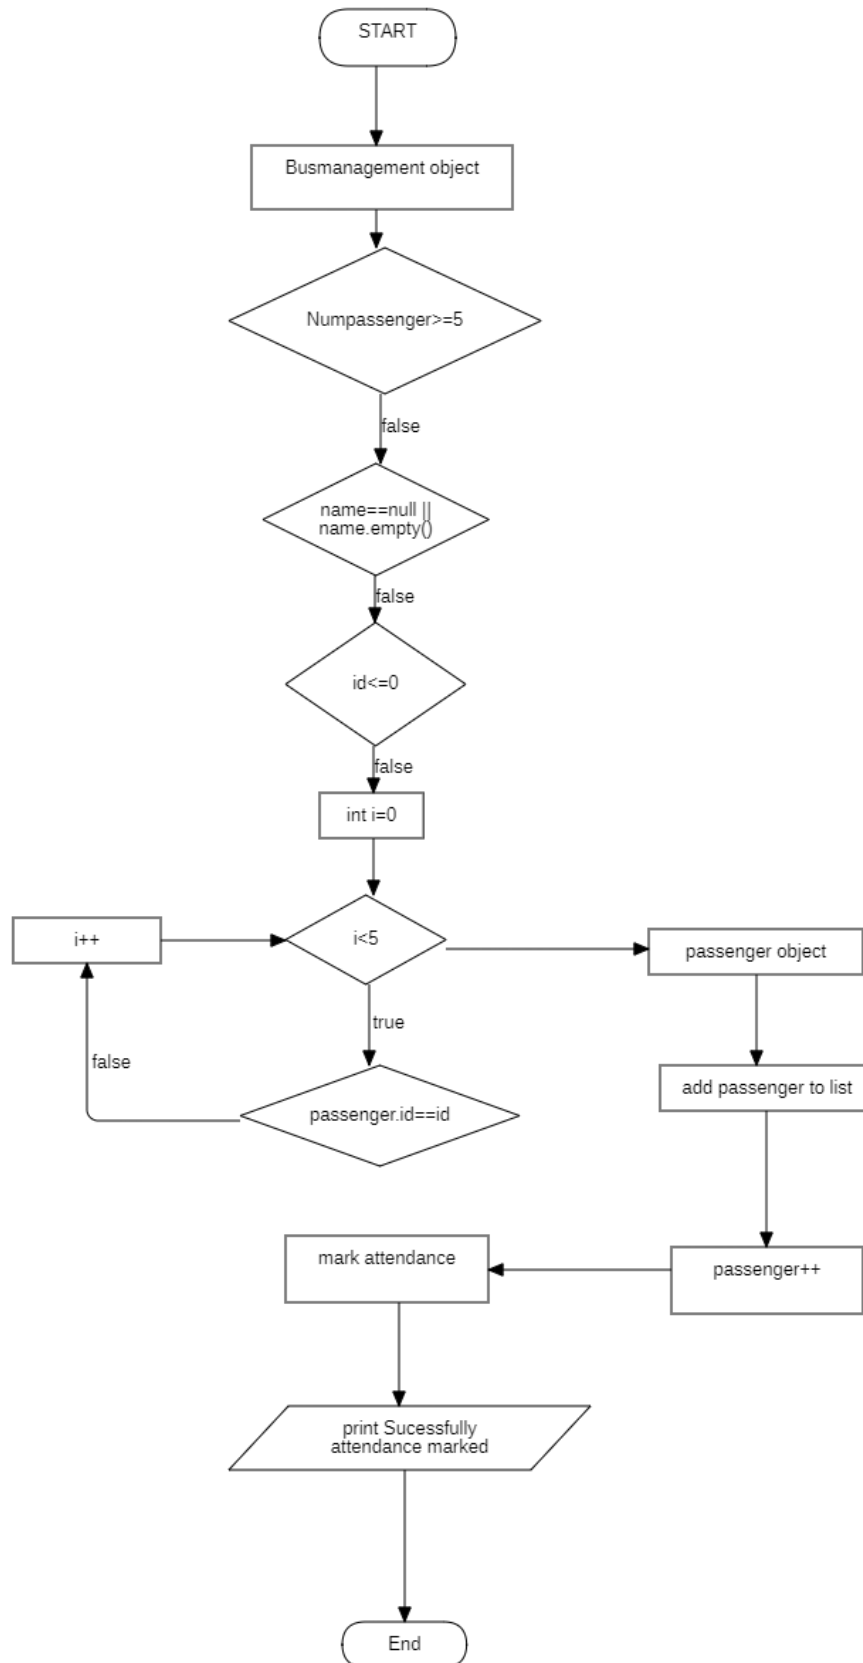 START
Busmanagement object
Numpassenger>=5
false
name==null ||
name.empty()
false
id<=0
false
int i=0
i++
i<5
passenger object
true
false
add passenger to list
passenger.id==id
mark attendance
passenger++
print Sucessfully
attendance marked
End